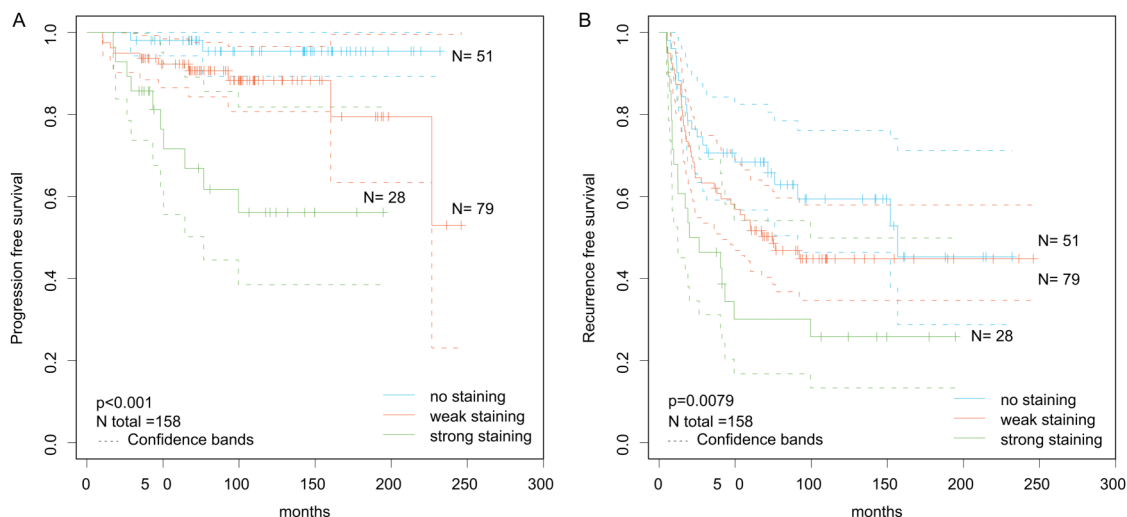 A
Progression free survival
1.0
0.8
0.6
0.4
0.2
0.0
N= 51
N= 28
N= 79
p<0.001
N total =158
Confidence bands
no staining
weak staining
strong staining
0 5 0 100 150 200 250 300
months
B
Recurrence free survival
1.0
0.8
0.6
0.4
0.2
0.0
N= 51
N= 79
N= 28
p=0.0079
N total =158
Confidence bands
no staining
weak staining
strong staining
0 5 0 100 150 200 250 300
months